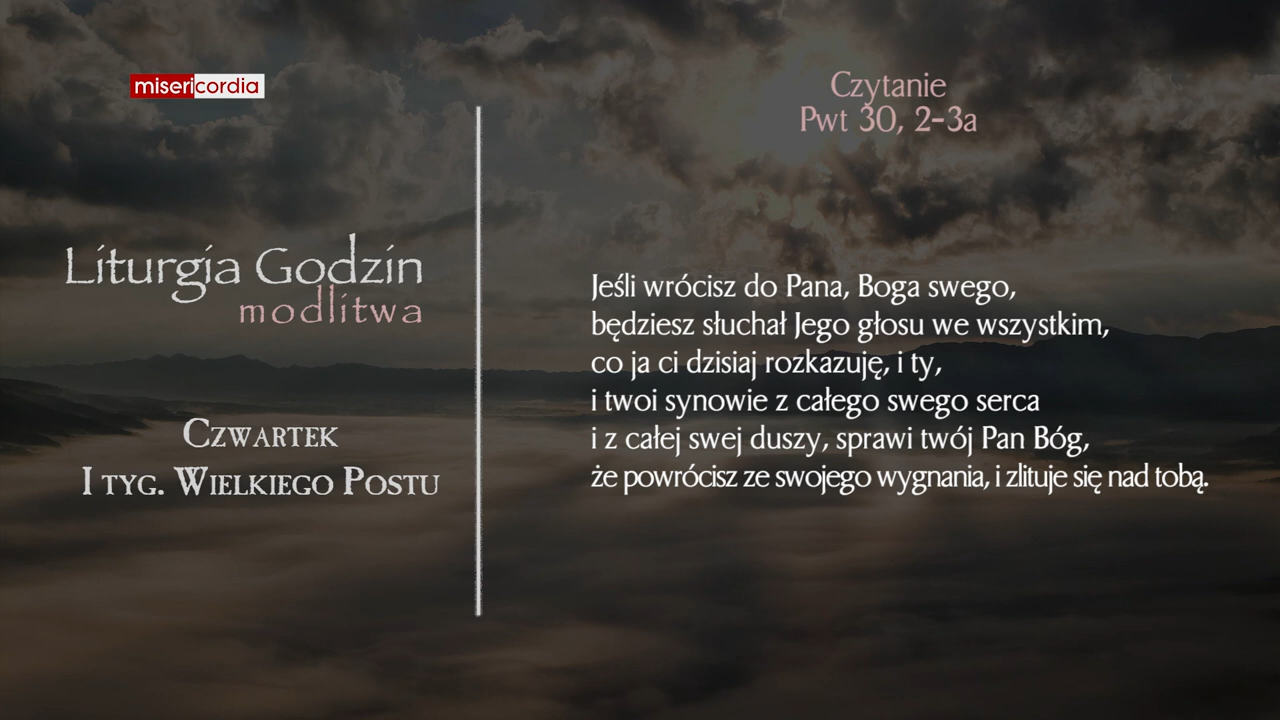 misericordia
Liturgia Godzin
modlitwa
Czwartek
I tyg. Wielkiego Postu
Czytanie
Pwt 30, 2-3a
Jeśli wrócisz do Pana, Boga swego,
będziesz słuchał Jego głosu we wszystkim,
co ja ci dzisiaj rozkazuję, i ty,
i twoi synowie z całego swego serca
i z całej swej duszy, sprawi twój Pan Bóg,
że powrócisz ze swojego wygnania, i zlituje się nad tobą.